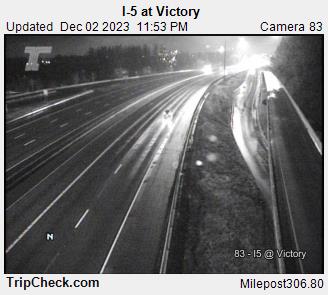 I-5 at Victory
Updated Dec 02 2023 11:53 PM Camera 83
T
N
83 - I5 @ Victory
TripCheck.com Milepost306.80